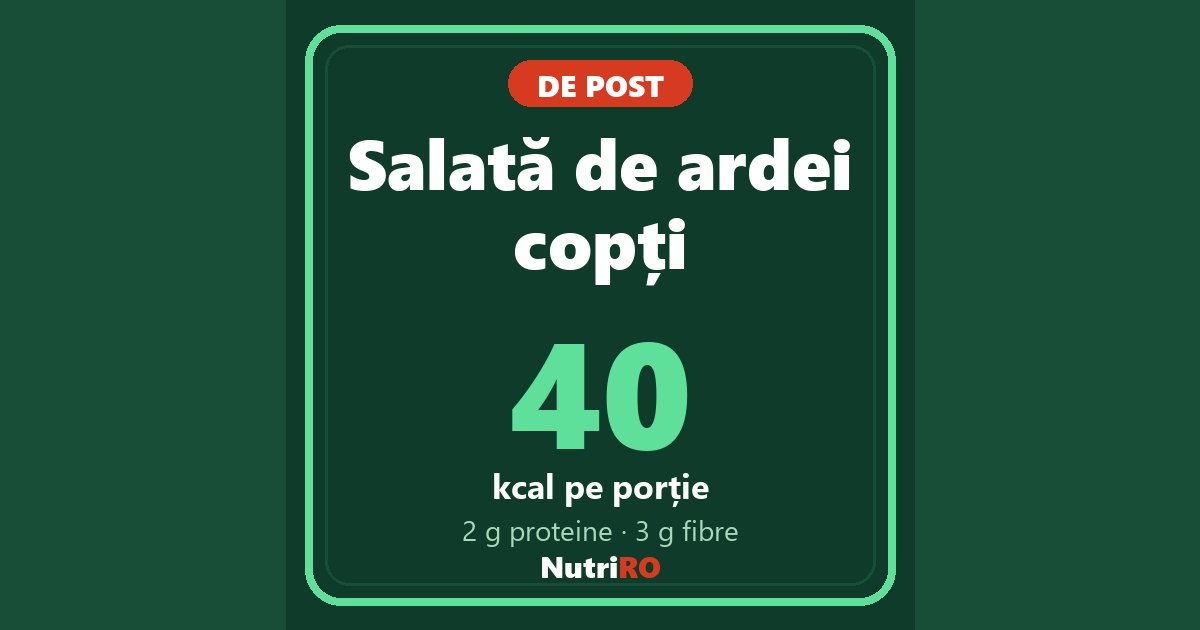 DE POST
Salată de ardei
copți
40
kcal pe porție
2 g proteine · 3 g fibre
NutriRO